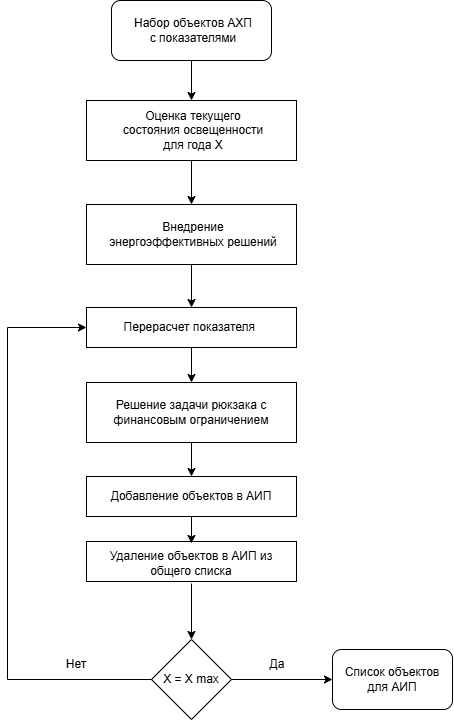 Набор объектов АХП
с показателями
Оценка текущего
состояния освещенности
для года X
Внедрение
энергоэффективных решений
Перерасчет показателя
Решение задачи рюкзака с
финансовым ограничением
Добавление объектов в АИП
Удаление объектов в АИП из
общего списка
Нет
X = X max
Да
Список объектов
для АИП